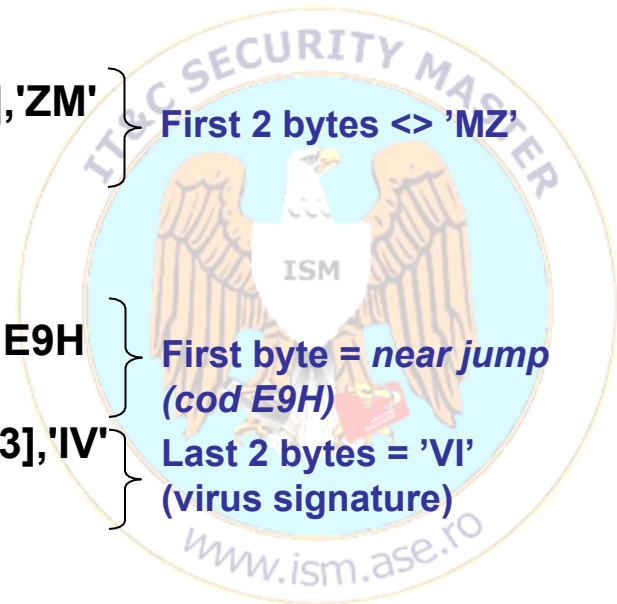 IT&C SECURITY MASTER
],'ZM'
First 2 bytes <> 'MZ'
ISM
E9H
First byte = near jump
(cod E9H)
3],'IV'
Last 2 bytes = 'VI'
(virus signature)
www.ism.ase.ro